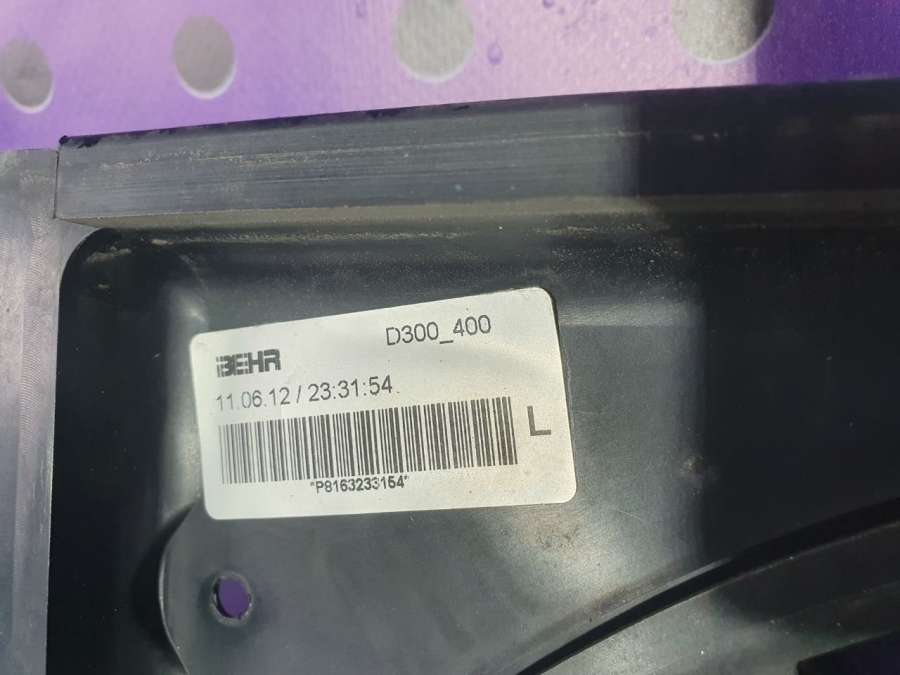 D300_400
BEHR
11.06.12 / 23:31:54
L
*P8163233154*